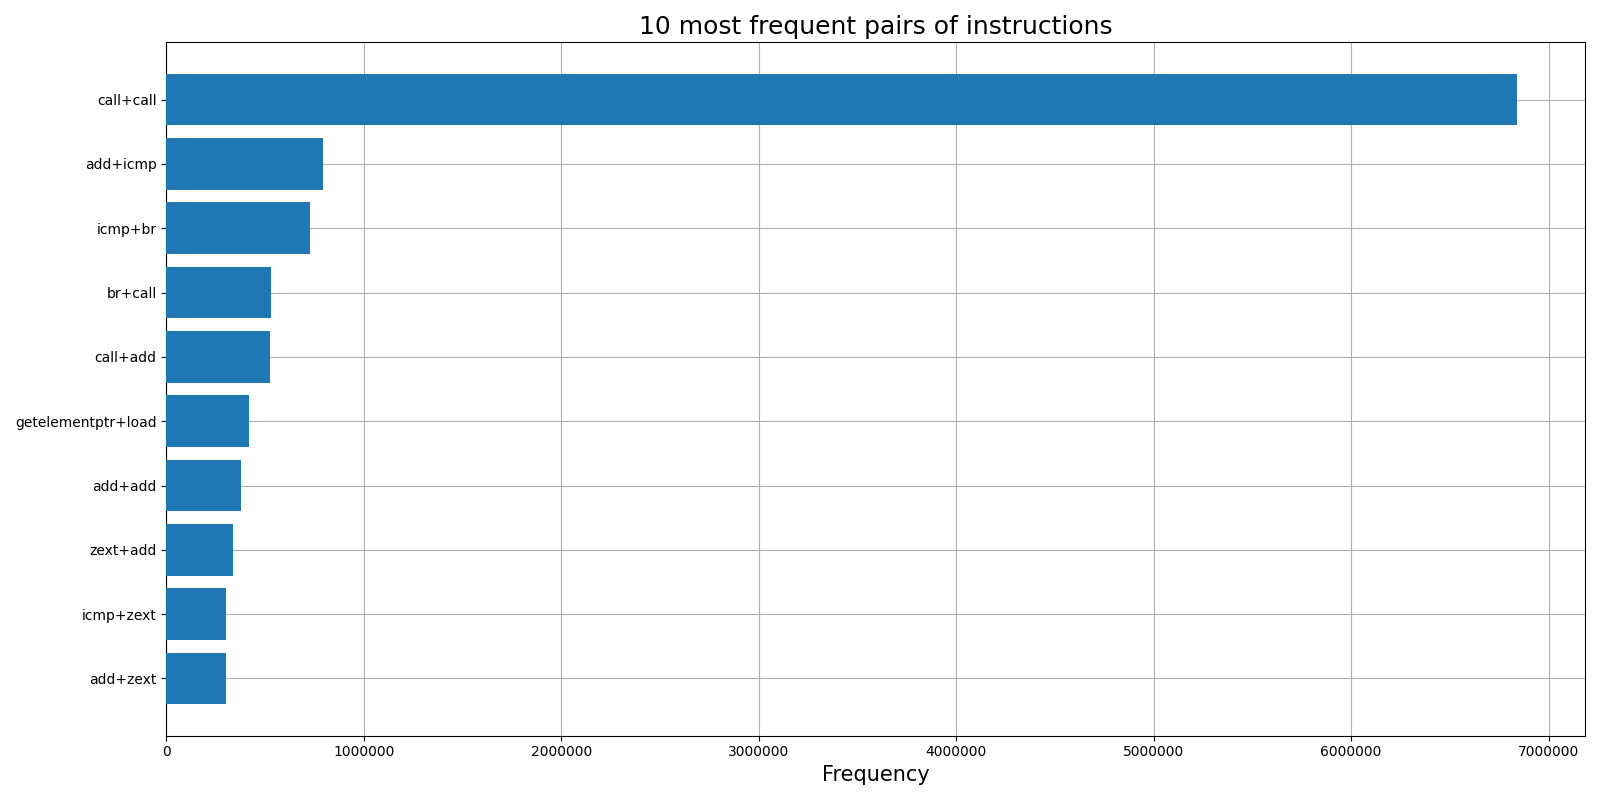 10 most frequent pairs of instructions
call+call
add+icmp
icmp+br
br+call
call+add
getelementptr+load
add+add
zext+add
icmp+zext
add+zext
0 1000000 2000000 3000000 4000000 5000000 6000000 7000000
Frequency